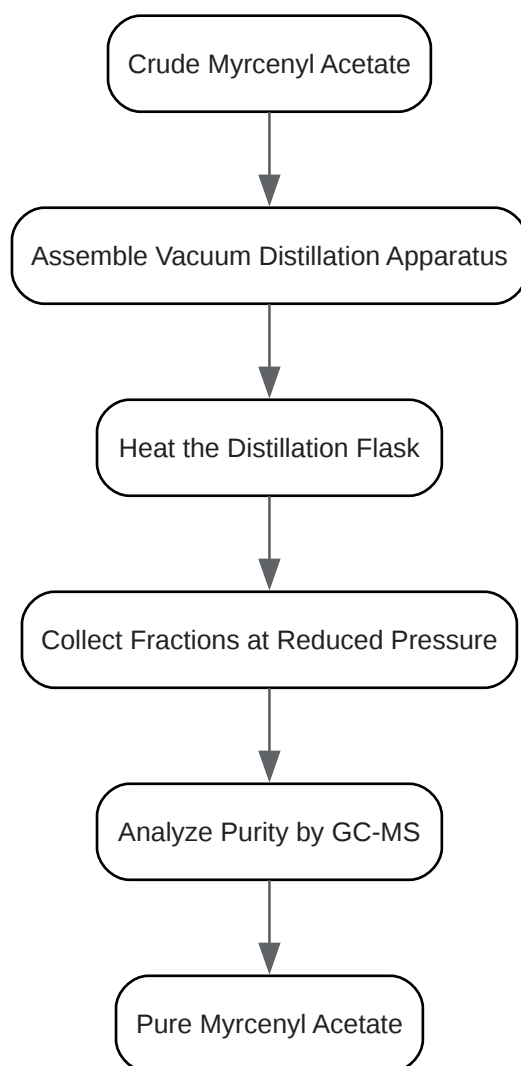 Crude Myrcenyl Acetate
Assemble Vacuum Distillation Apparatus
Heat the Distillation Flask
Collect Fractions at Reduced Pressure
Analyze Purity by GC-MS
Pure Myrcenyl Acetate